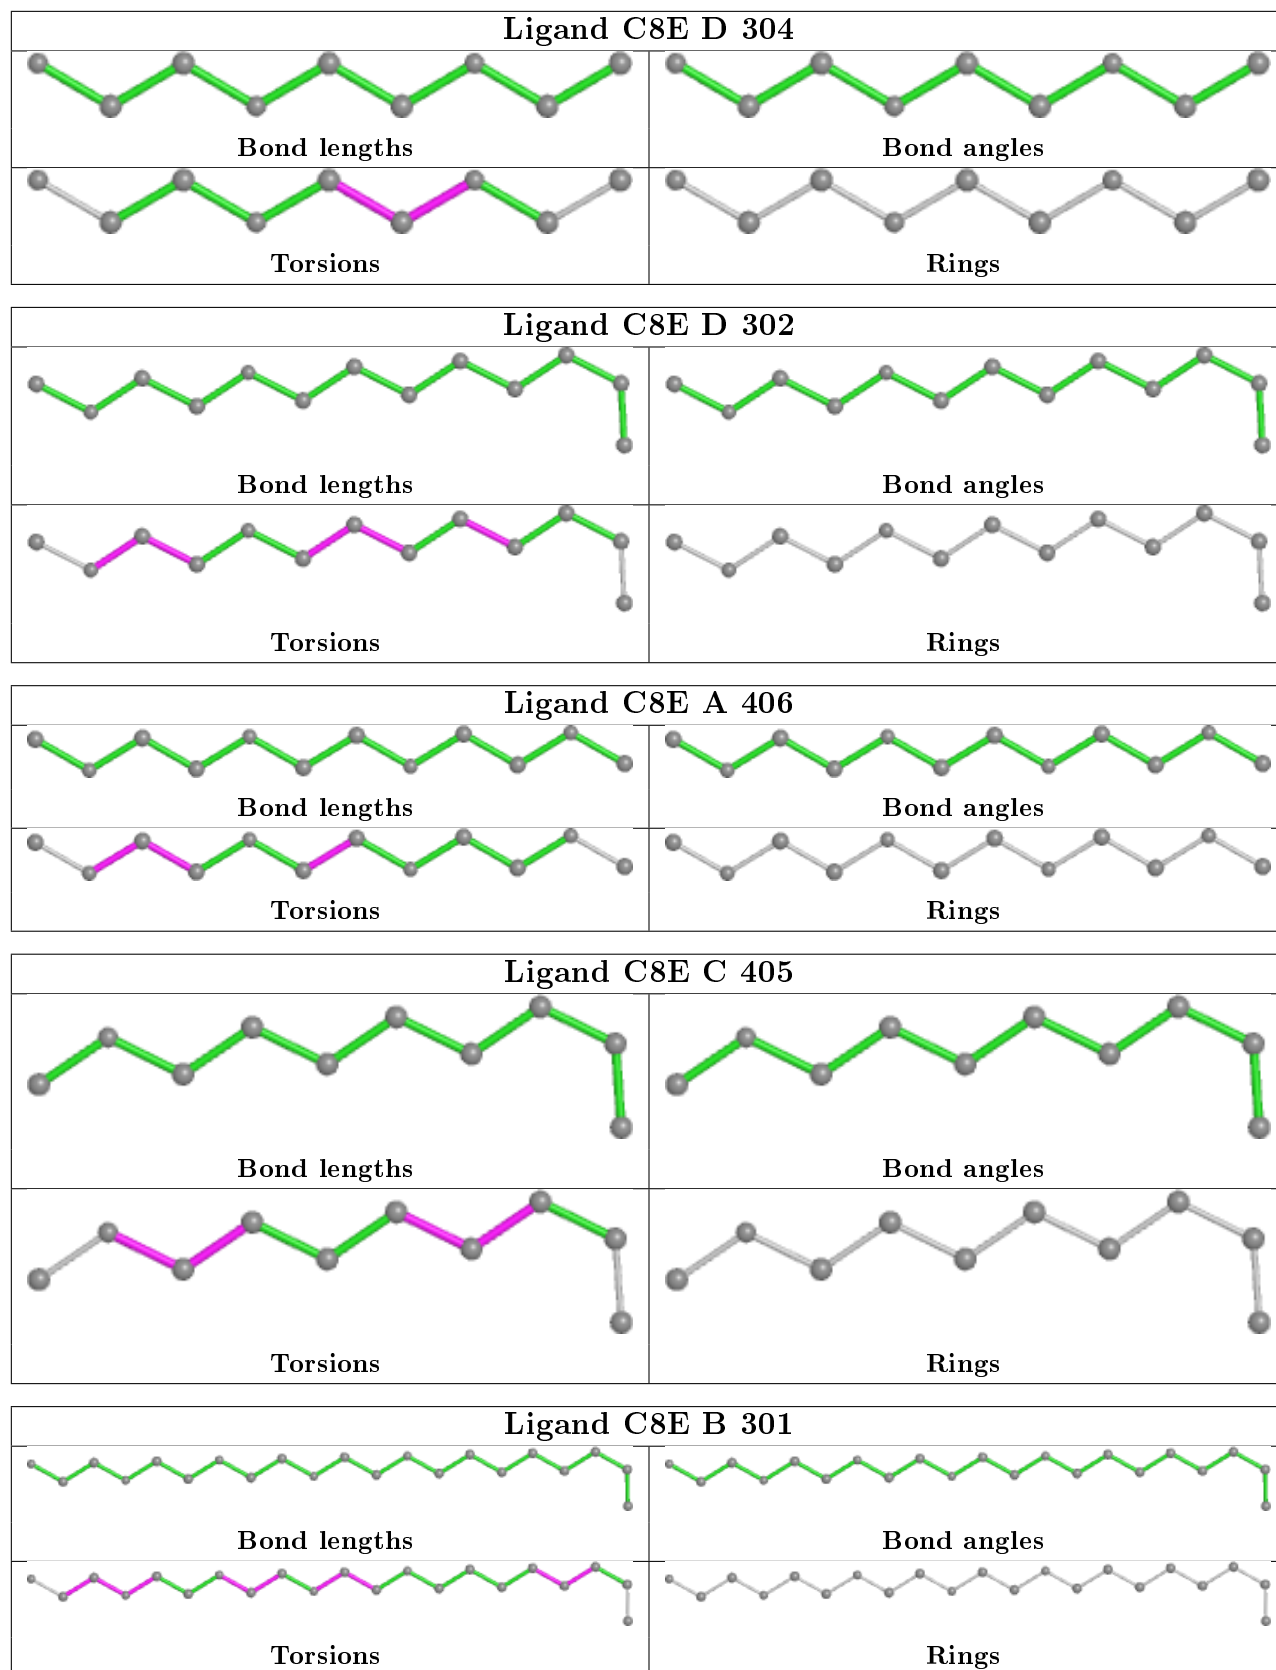 Ligand C8E D 304
Bond lengths
Bond angles
Torsions
Rings
Ligand C8E D 302
Bond lengths
Bond angles
Torsions
Rings
Ligand C8E A 406
Bond lengths
Bond angles
Torsions
Rings
Ligand C8E C 405
Bond lengths
Bond angles
Torsions
Rings
Ligand C8E B 301
Bond lengths
Bond angles
Torsions
Rings